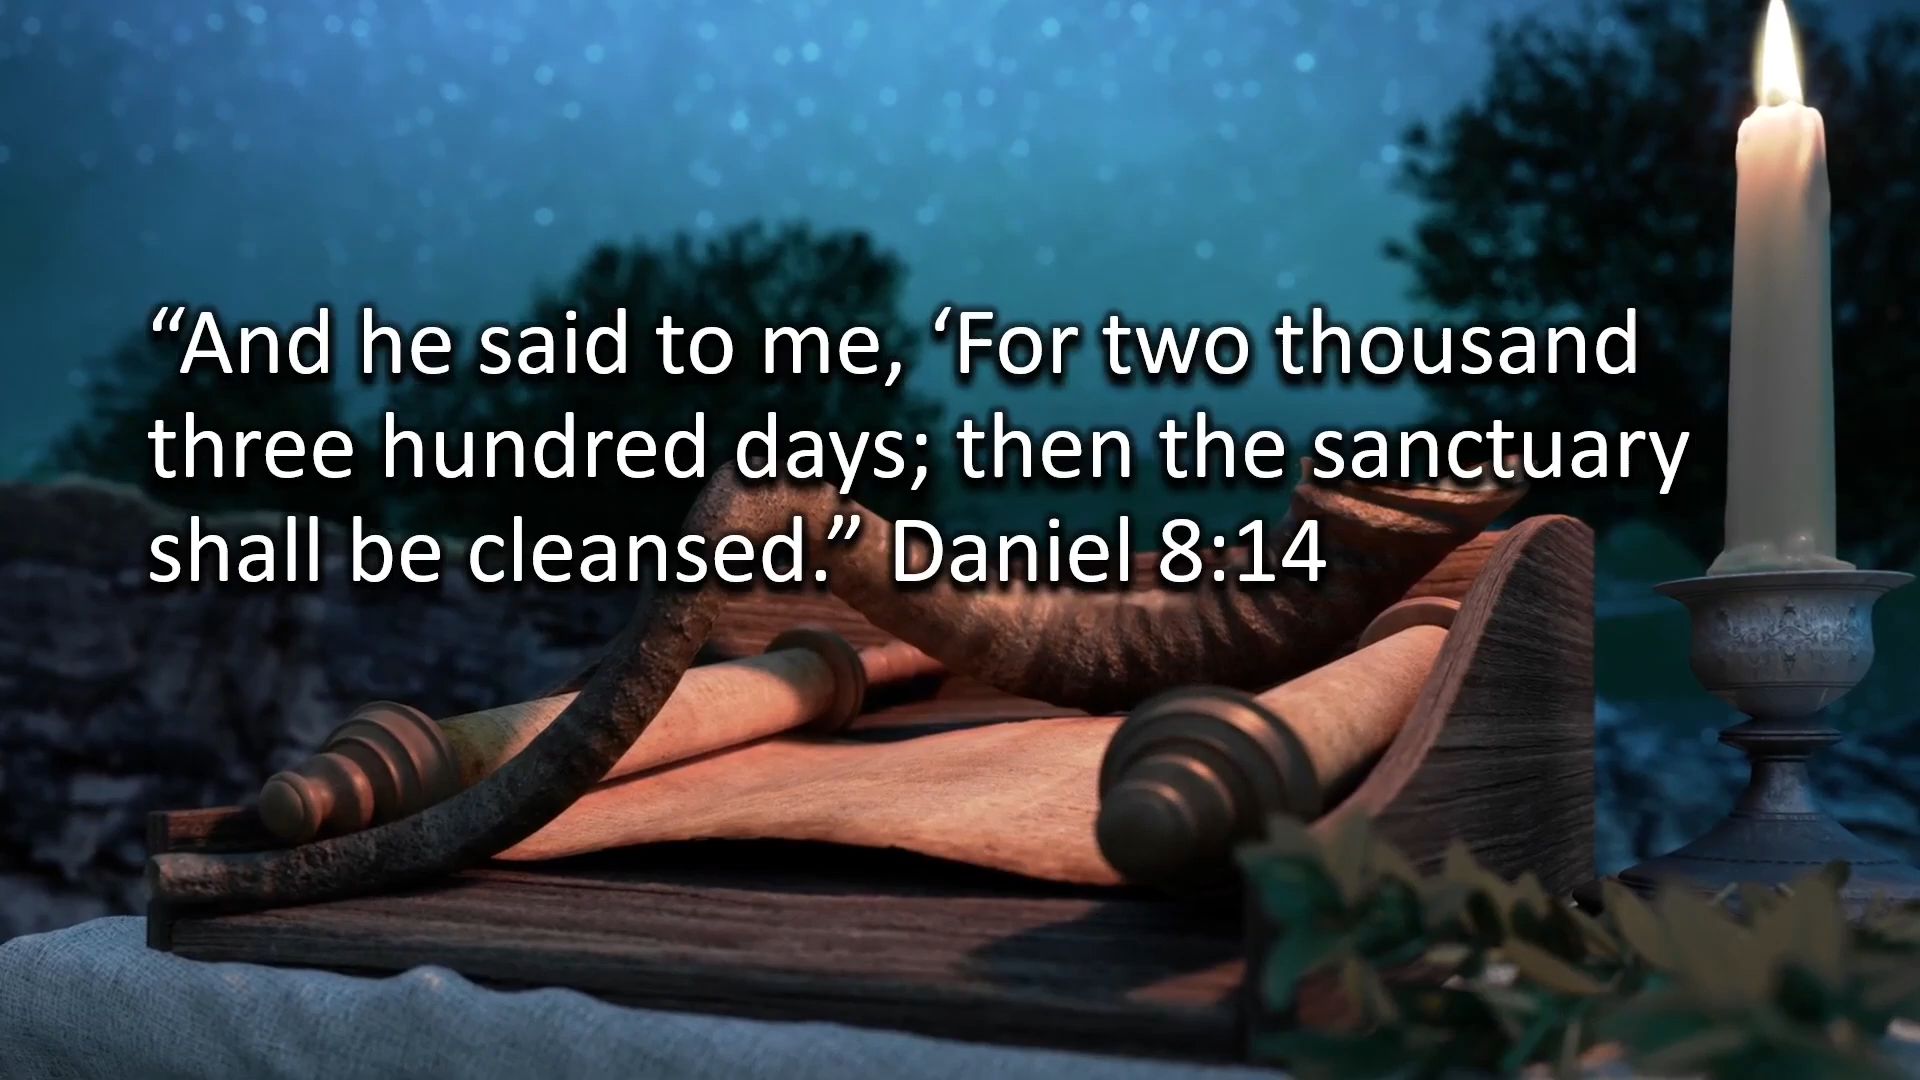 “And he said to me, ‘For two thousand
three hundred days; then the sanctuary
shall be cleansed.” Daniel 8:14